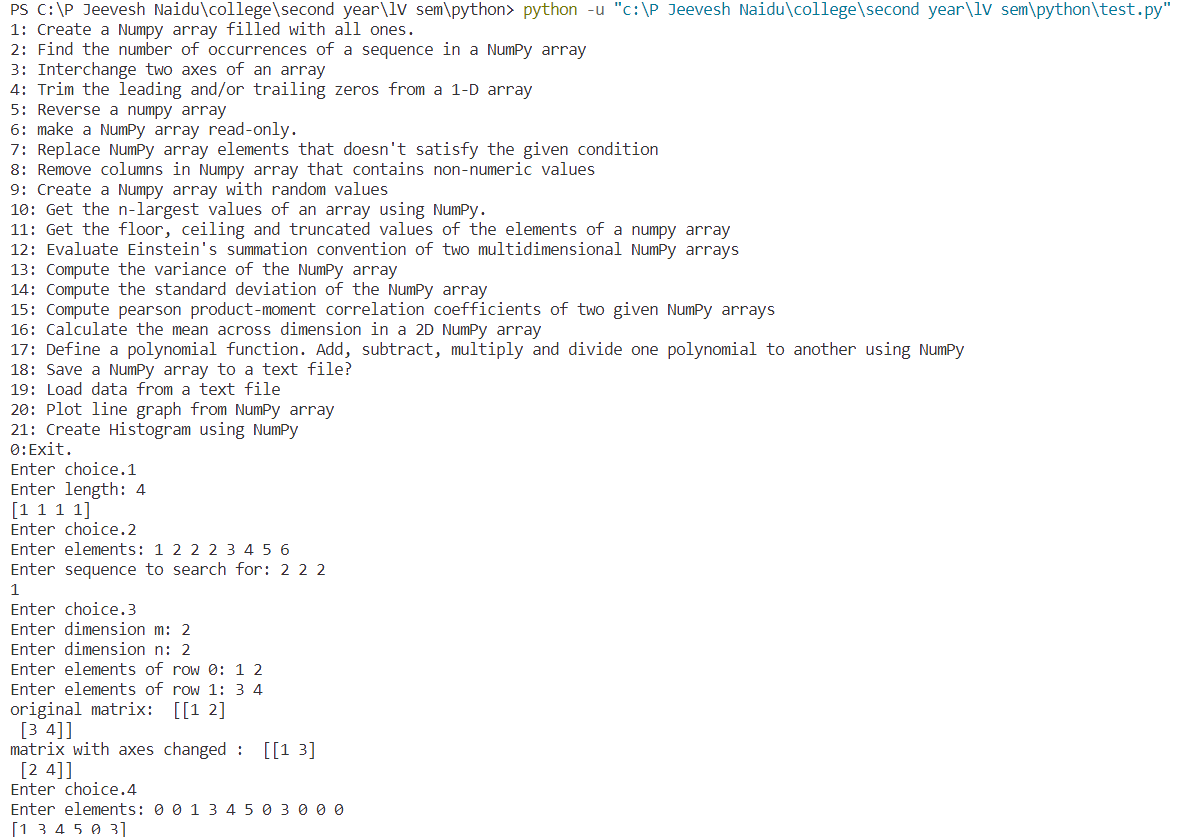 PS C:\P Jeevesh Naidu\college\second year\lV sem\python> python -u "c:\P Jeevesh Naidu\college\second year\lV sem\python\test.py"
1: Create a Numpy array filled with all ones.
2: Find the number of occurrences of a sequence in a NumPy array
3: Interchange two axes of an array
4: Trim the leading and/or trailing zeros from a 1-D array
5: Reverse a numpy array
6: make a NumPy array read-only.
7: Replace NumPy array elements that doesn't satisfy the given condition
8: Remove columns in Numpy array that contains non-numeric values
9: Create a Numpy array with random values
10: Get the n-largest values of an array using NumPy.
11: Get the floor, ceiling and truncated values of the elements of a numpy array
12: Evaluate Einstein's summation convention of two multidimensional NumPy arrays
13: Compute the variance of the NumPy array
14: Compute the standard deviation of the NumPy array
15: Compute pearson product-moment correlation coefficients of two given NumPy arrays
16: Calculate the mean across dimension in a 2D NumPy array
17: Define a polynomial function. Add, subtract, multiply and divide one polynomial to another using NumPy
18: Save a NumPy array to a text file?
19: Load data from a text file
20: Plot line graph from NumPy array
21: Create Histogram using NumPy
0:Exit.
Enter choice.1
Enter length: 4
[1 1 1 1]
Enter choice.2
Enter elements: 1 2 2 2 3 4 5 6
Enter sequence to search for: 2 2 2
1
Enter choice.3
Enter dimension m: 2
Enter dimension n: 2
Enter elements of row 0: 1 2
Enter elements of row 1: 3 4
original matrix:  [[1 2]
 [3 4]]
matrix with axes changed :  [[1 3]
 [2 4]]
Enter choice.4
Enter elements: 0 0 1 3 4 5 0 3 0 0 0
[1 3 4 5 0 3]